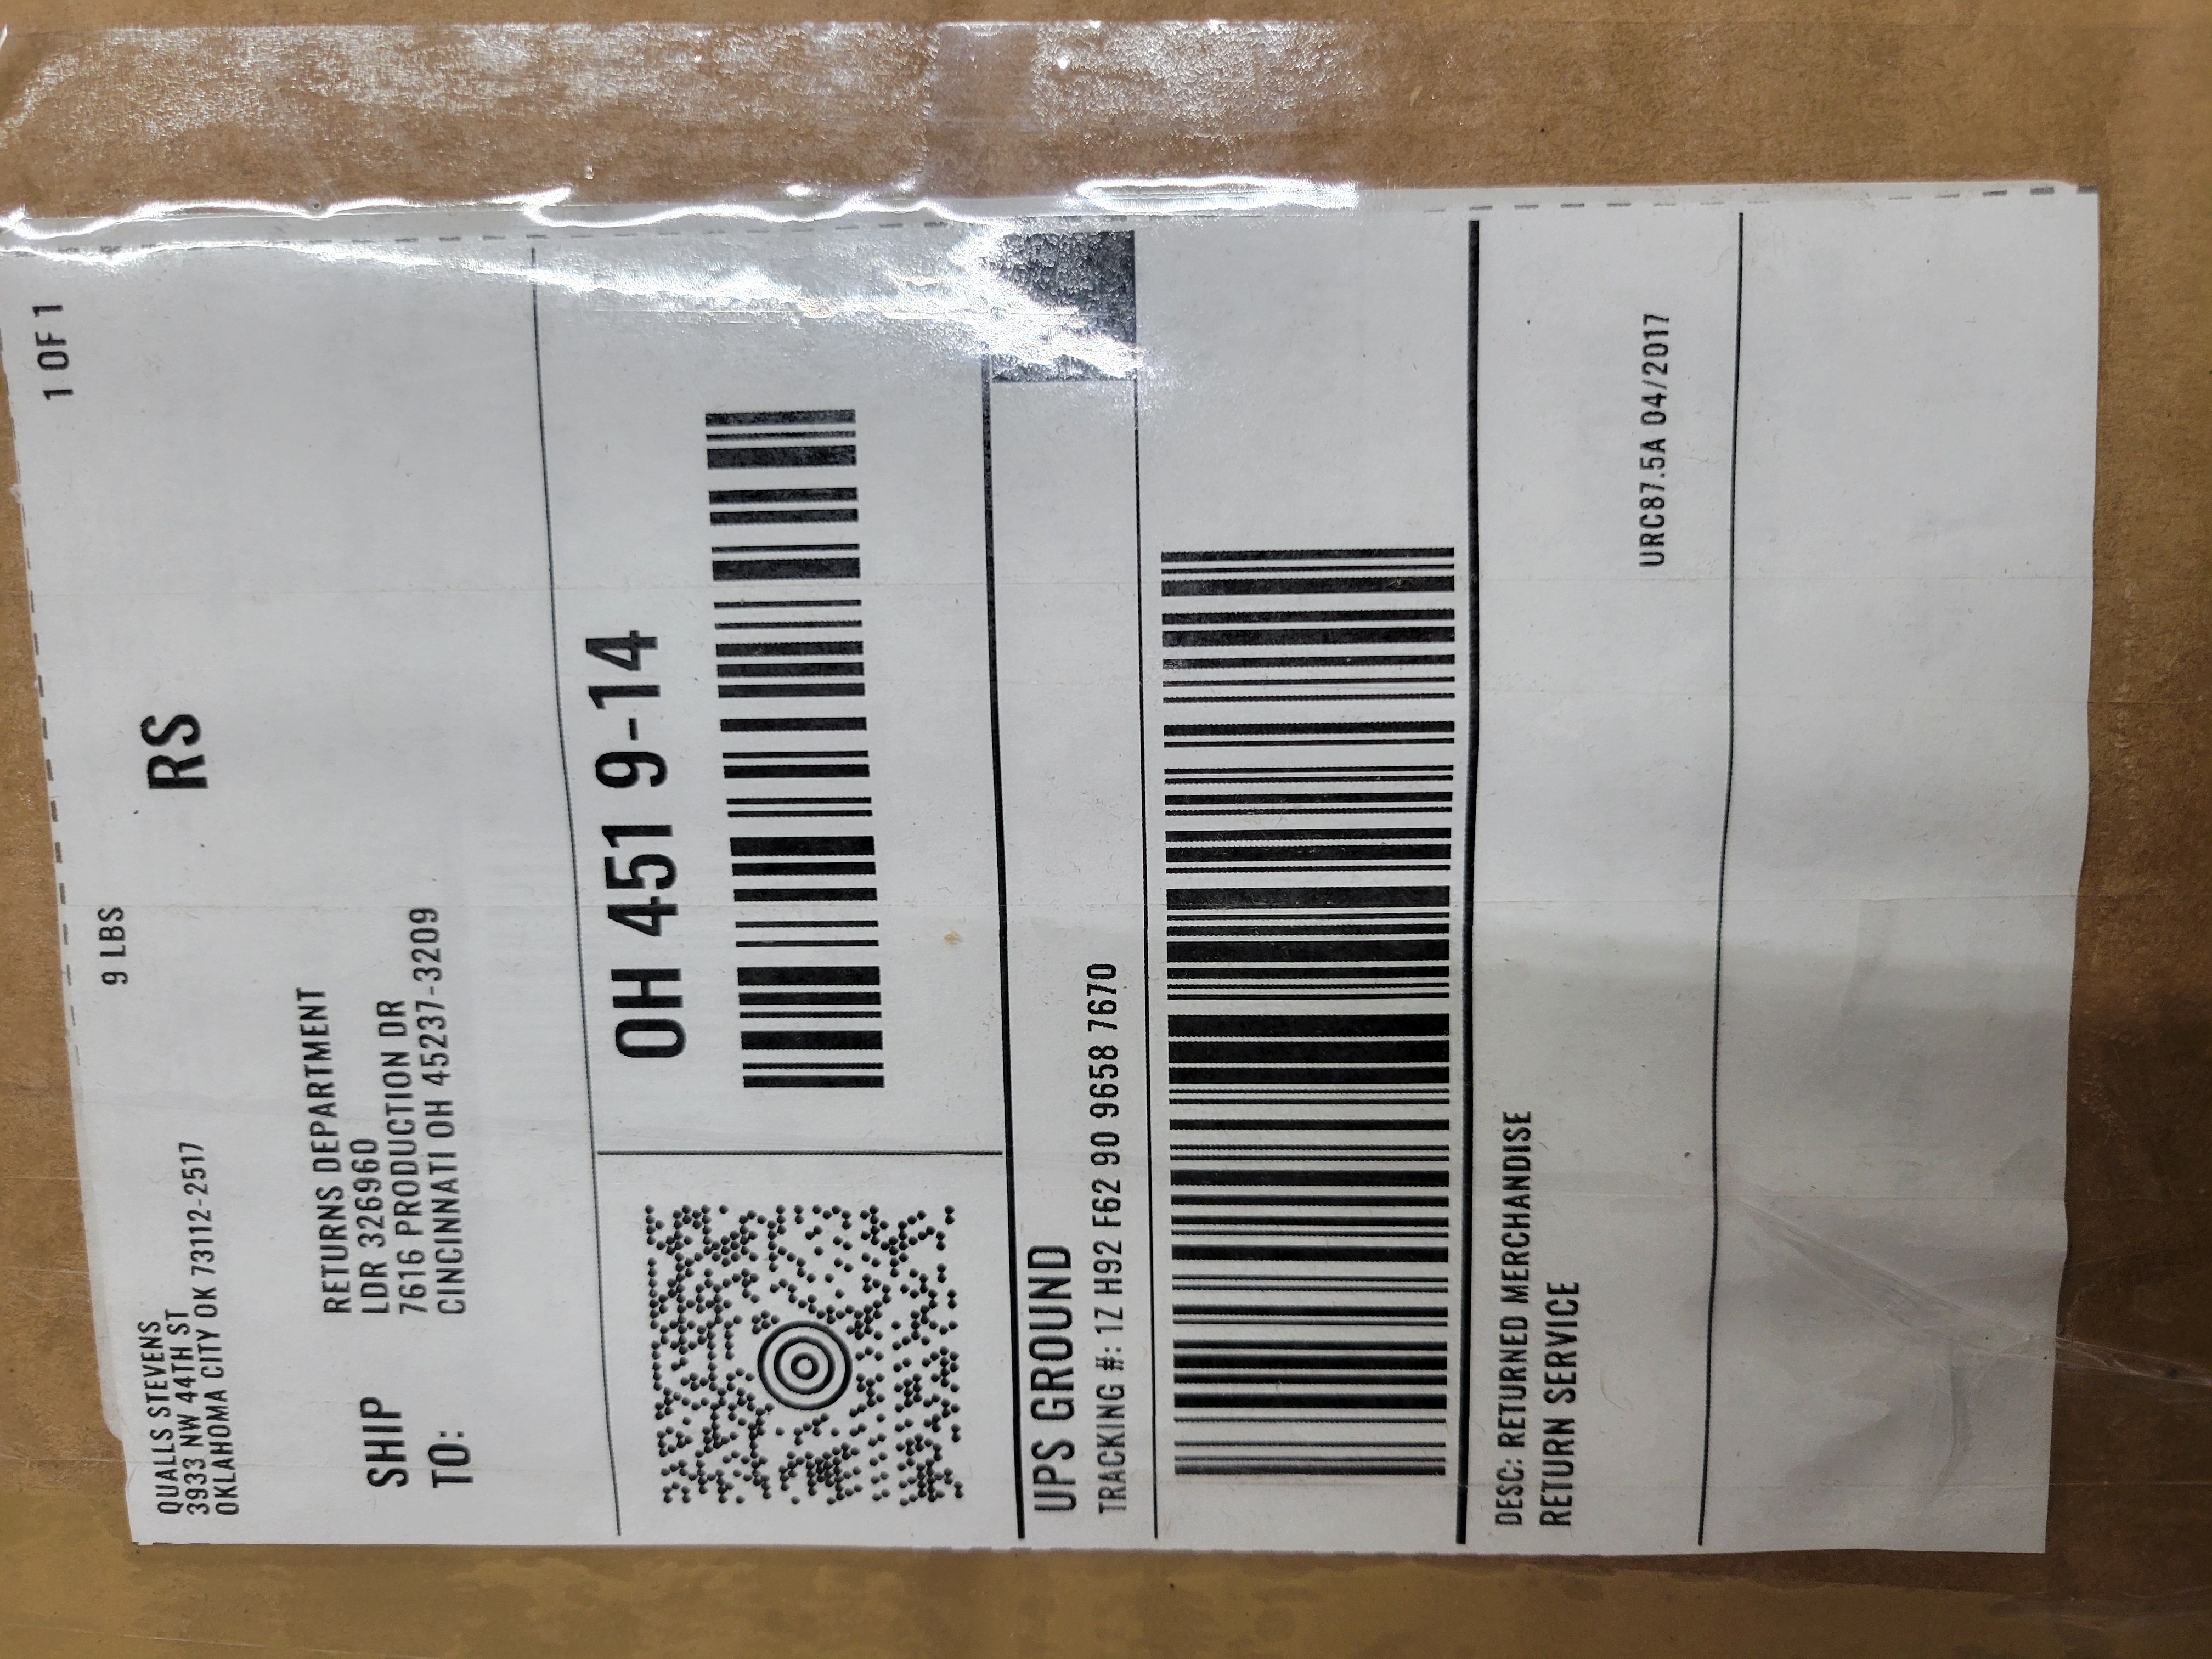 9 LBS
1 OF 1
QUALLS STEVENS
3933 NW 44TH ST
OKLAHOMA CITY OK 73112-2517
RS
SHIP
TO:
RETURNS DEPARTMENT
LDR 326960
7616 PRODUCTION DR
CINCINNATI OH 45237-3209
OH 451 9-14
UPS GROUND
TRACKING #: 1Z H92 F62 90 9658 7670
DESC: RETURNED MERCHANDISE
RETURN SERVICE
URC87.5A 04/2017